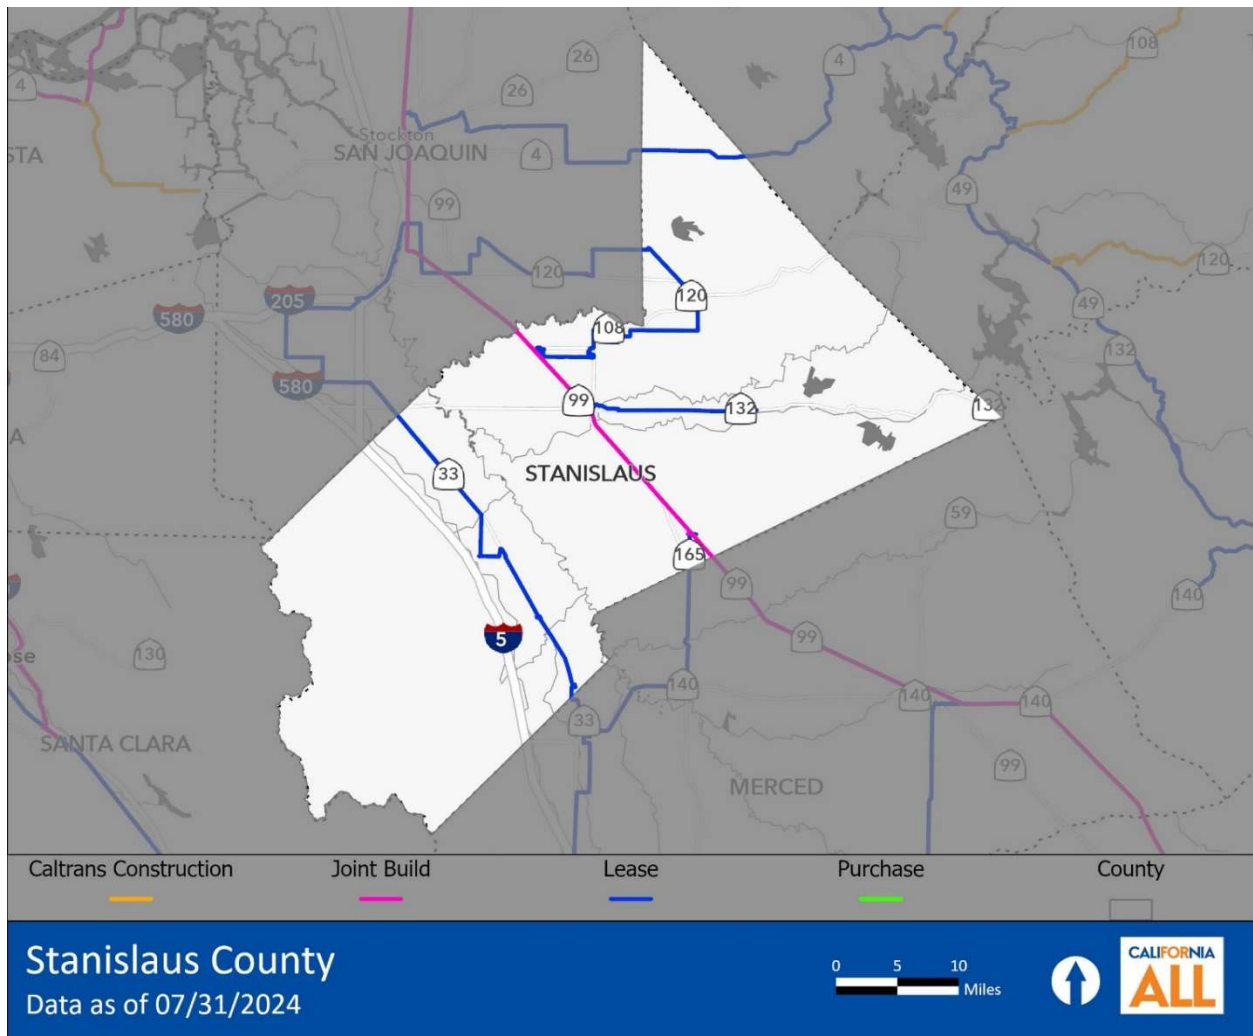 108
4
26
26
4
4
Stockton
SAN JOAQUIN
STA
4
49
99
120
120
205
580
120
49
108
84
132
580
99
132
132
A
33
STANISLAUS
59
165
99
140
5
130
99
ose
140
33
140
140
SANTA CLARA
99
MERCED
Caltrans Construction
Joint Build
Lease
Purchase
County
Stanislaus County
Data as of 07/31/2024
0 5 10
Miles
CALIFORNIA
ALL